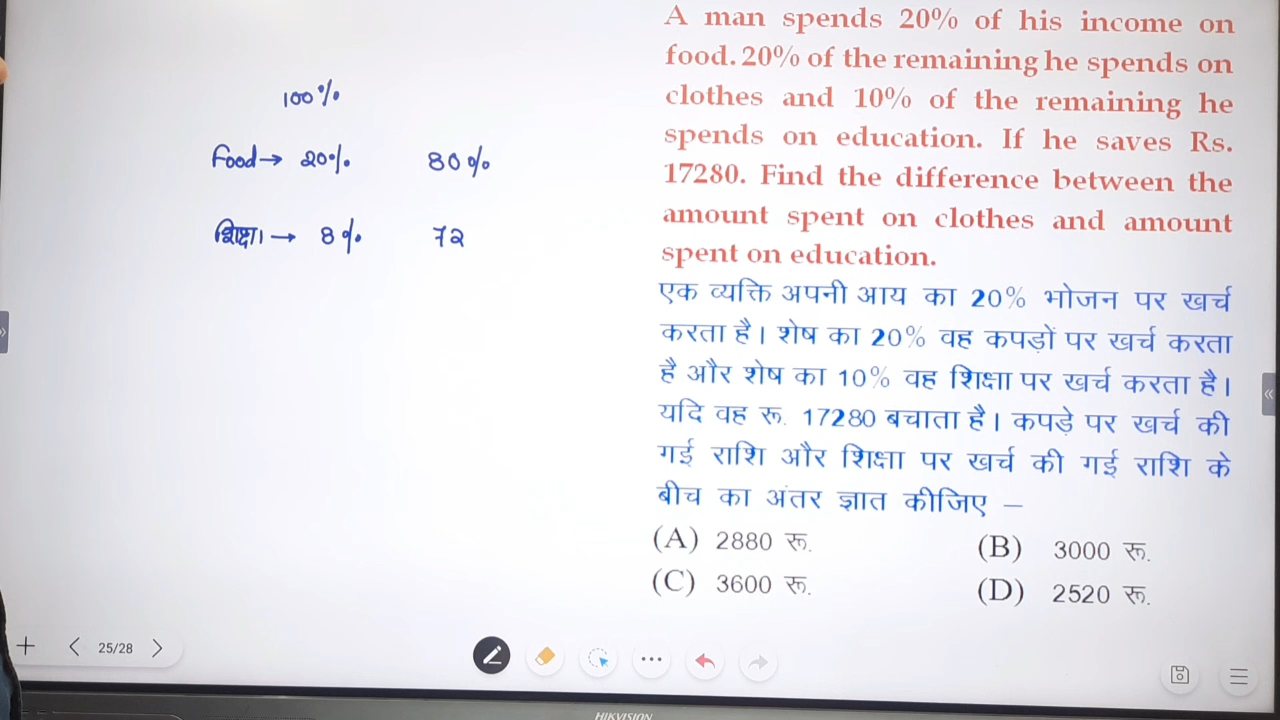 100%
Food → 20% 80%
शिक्षा → 8% 72
A man spends 20% of his income on
food. 20% of the remaining he spends on
clothes and 10% of the remaining he
spends on education. If he saves Rs.
17280. Find the difference between the
amount spent on clothes and amount
spent on education.
एक व्यक्ति अपनी आय का 20% भोजन पर खर्च
करता है। शेष का 20% वह कपड़ों पर खर्च करता
है और शेष का 10% वह शिक्षा पर खर्च करता है।
यदि वह रू. 17280 बचाता है। कपड़े पर खर्च की
गई राशि और शिक्षा पर खर्च की गई राशि के
बीच का अंतर ज्ञात कीजिए –
(A) 2880 रू. (B) 3000 रू.
(C) 3600 रू. (D) 2520 रू.
25/28
HIKVISION